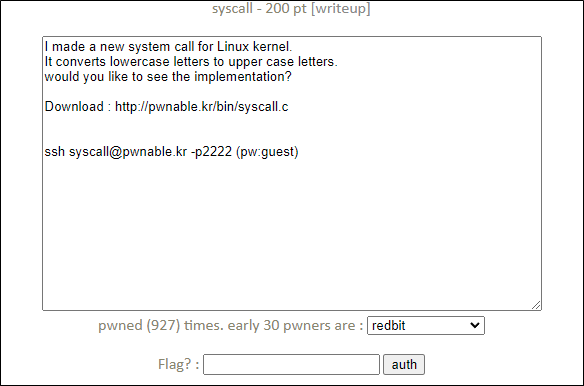 syscall - 200 pt [writeup]
I made a new system call for Linux kernel.
It converts lowercase letters to upper case letters.
would you like to see the implementation?
Download : http://pwnable.kr/bin/syscall.c
ssh syscall@pwnable.kr -p2222 (pw:guest)
pwned (927) times. early 30 pwners are : redbit
Flag? : auth